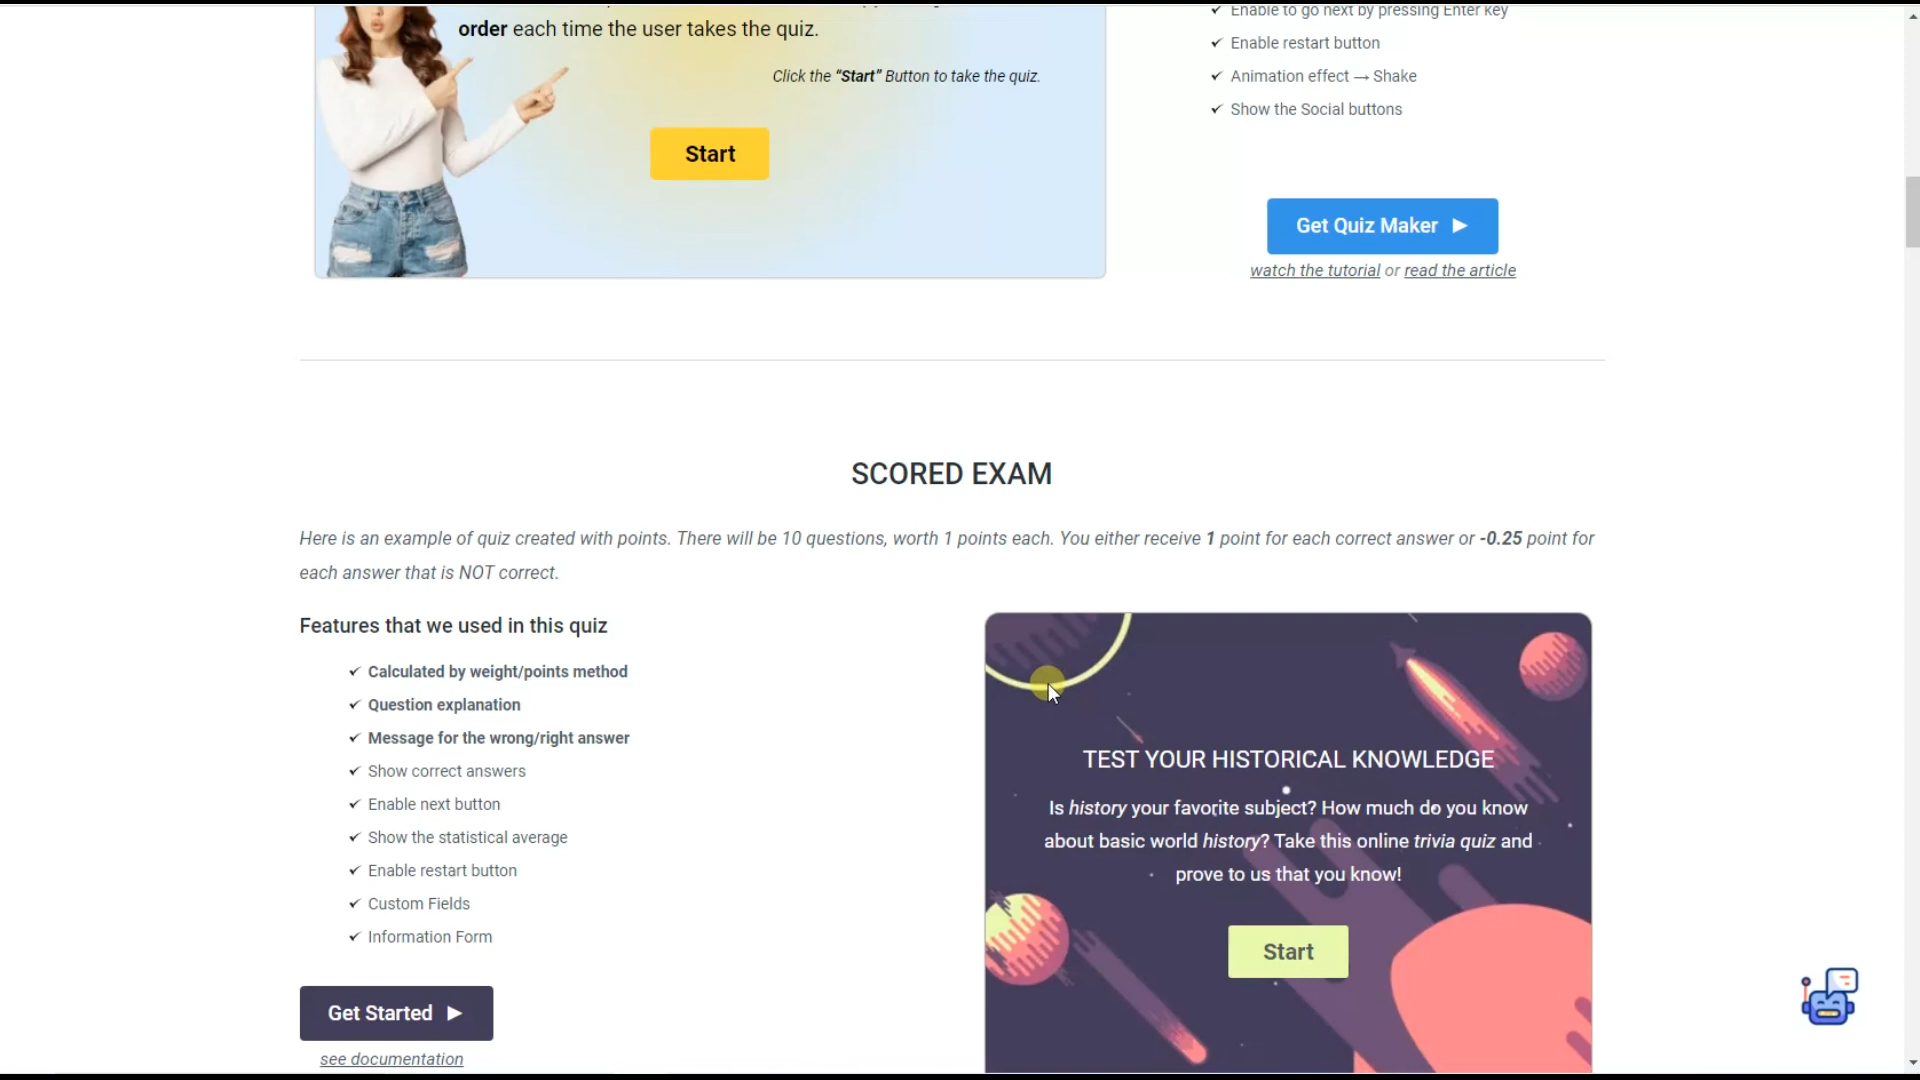 order each time the user takes the quiz.
Click the “Start” Button to take the quiz.
Start
Enable to go next by pressing Enter key
Enable restart button
Animation effect → Shake
Show the Social buttons
Get Quiz Maker
watch the tutorial or read the article
SCORED EXAM
Here is an example of quiz created with points. There will be 10 questions, worth 1 points each. You either receive 1 point for each correct answer or -0.25 point for
each answer that is NOT correct.
Features that we used in this quiz
Calculated by weight/points method
Question explanation
Message for the wrong/right answer
Show correct answers
Enable next button
Show the statistical average
Enable restart button
Custom Fields
Information Form
Get Started
see documentation
TEST YOUR HISTORICAL KNOWLEDGE
Is history your favorite subject? How much do you know
about basic world history? Take this online trivia quiz and
prove to us that you know!
Start